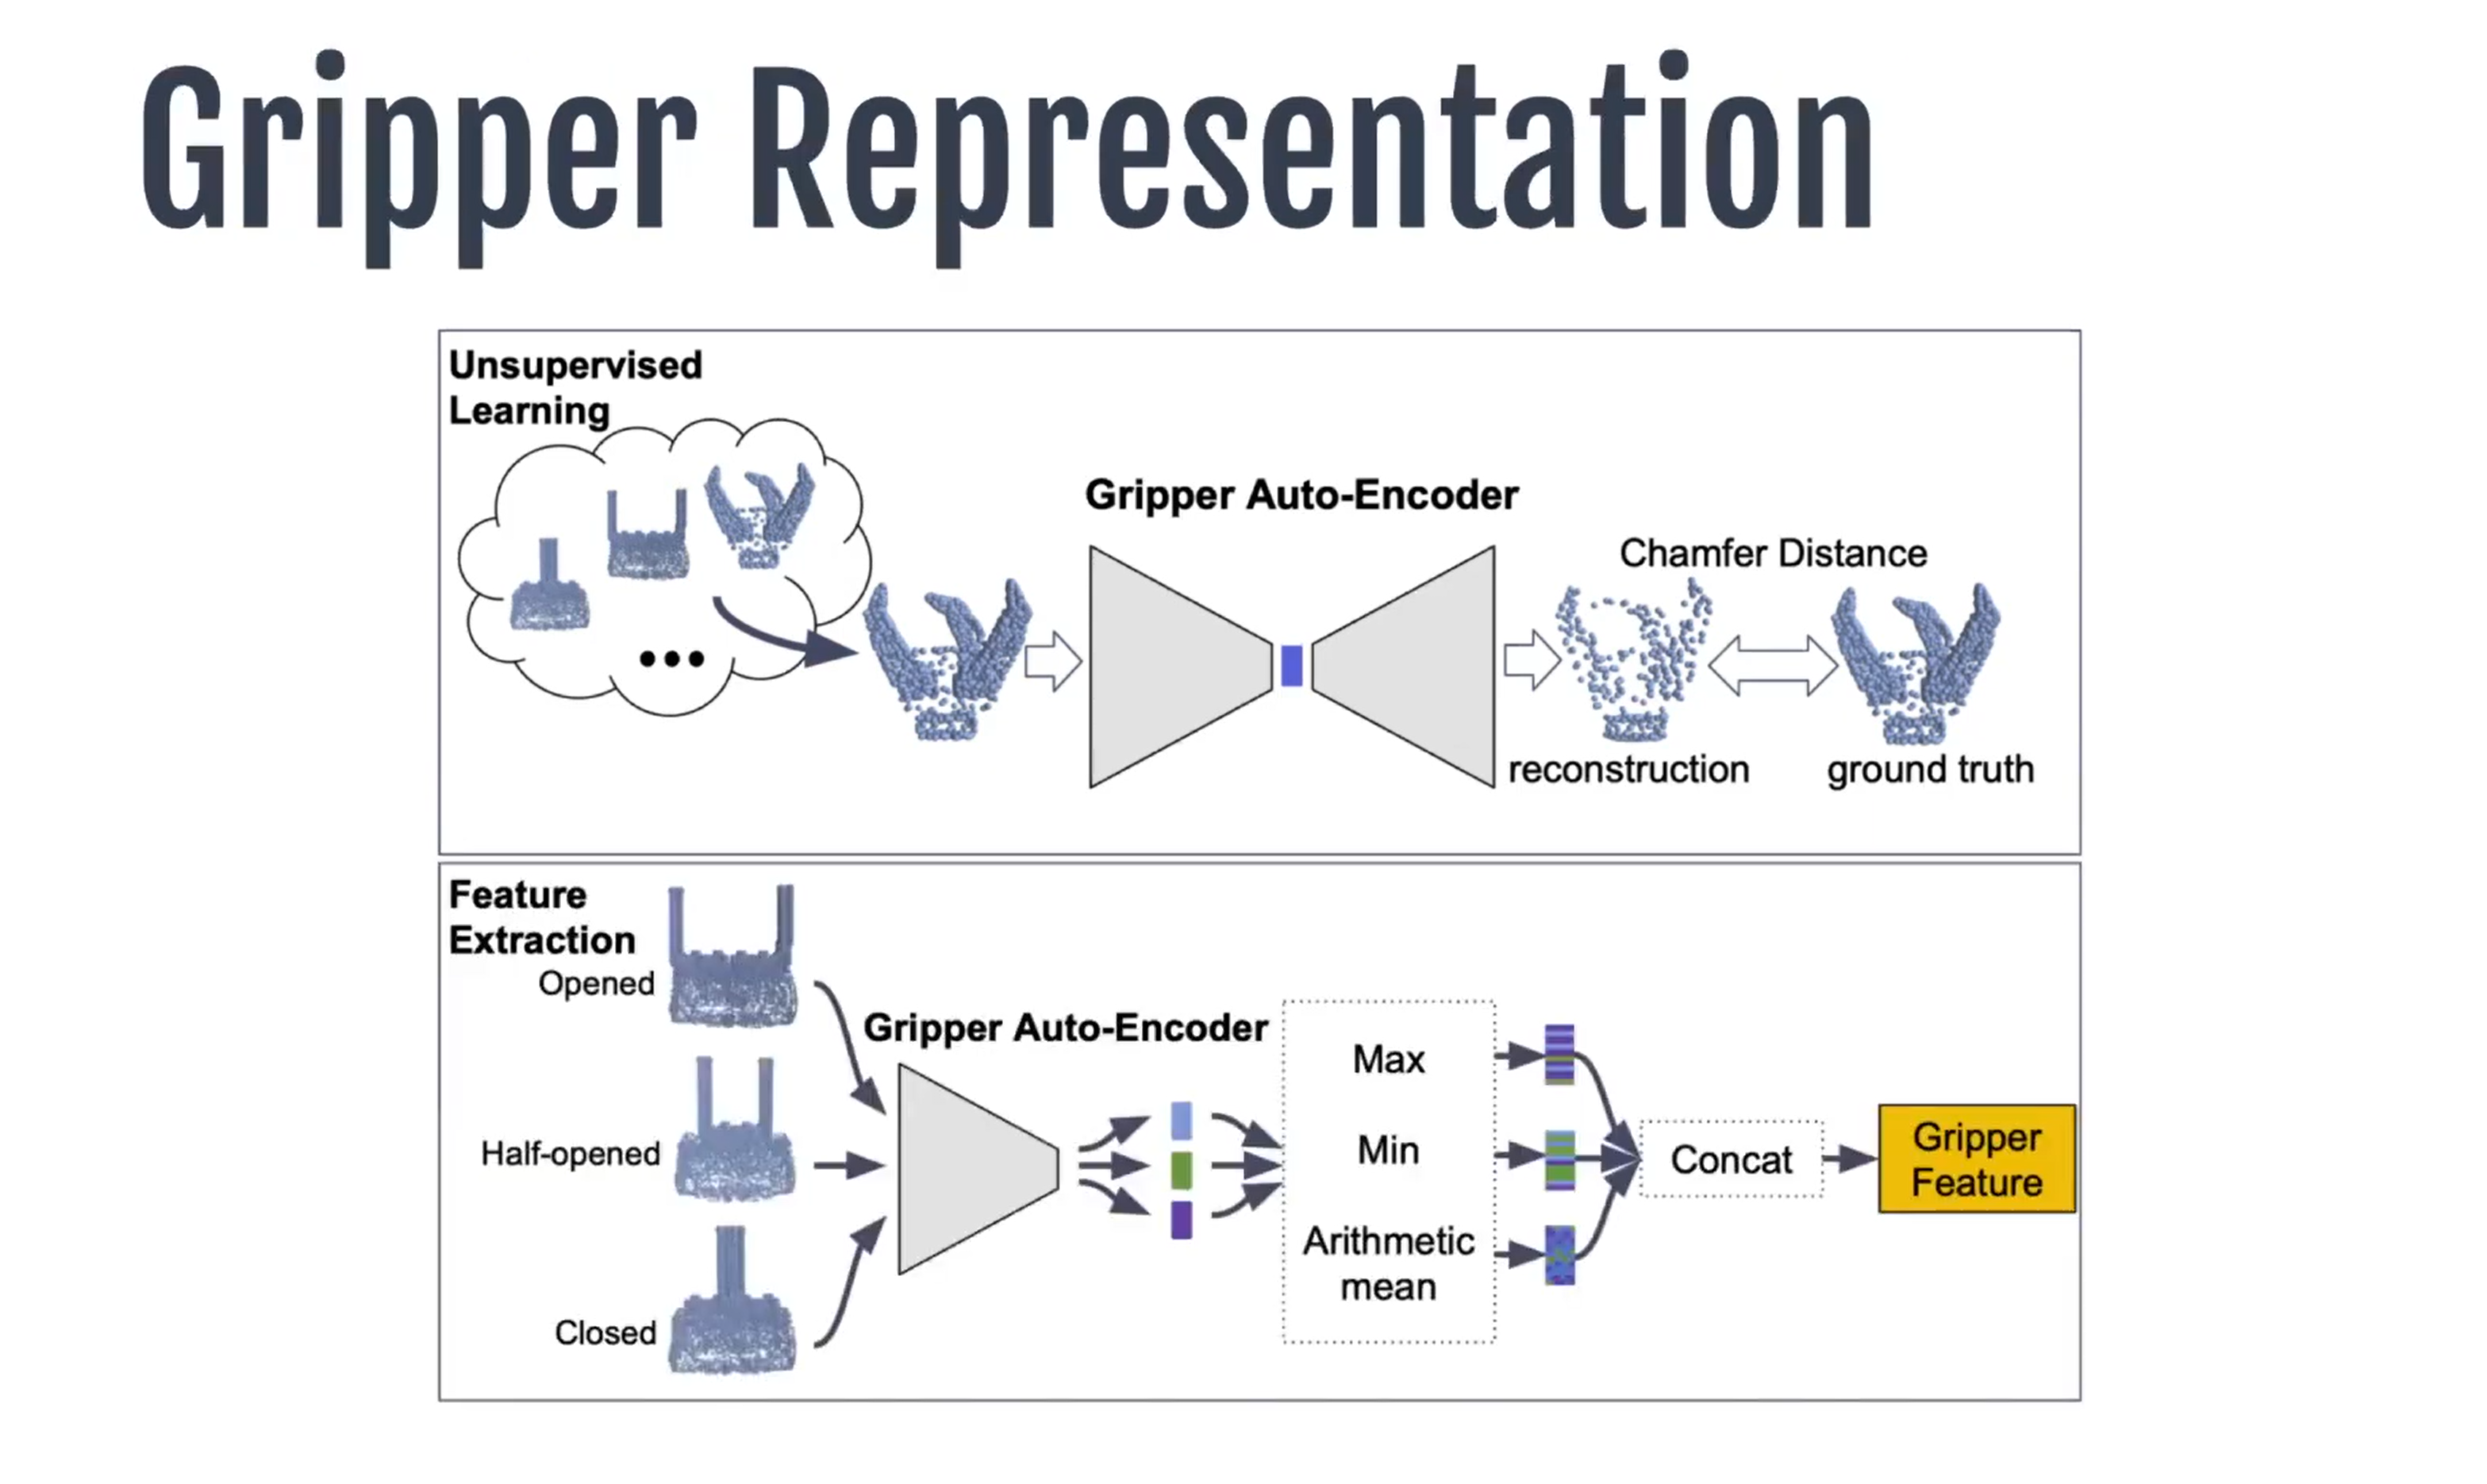 Gripper Representation
Unsupervised
Learning
Gripper Auto-Encoder
Chamfer Distance
reconstruction
ground truth
Feature
Extraction
Opened
Gripper Auto-Encoder
Half-opened
Closed
Max
Min
Arithmetic
mean
Concat
Gripper
Feature